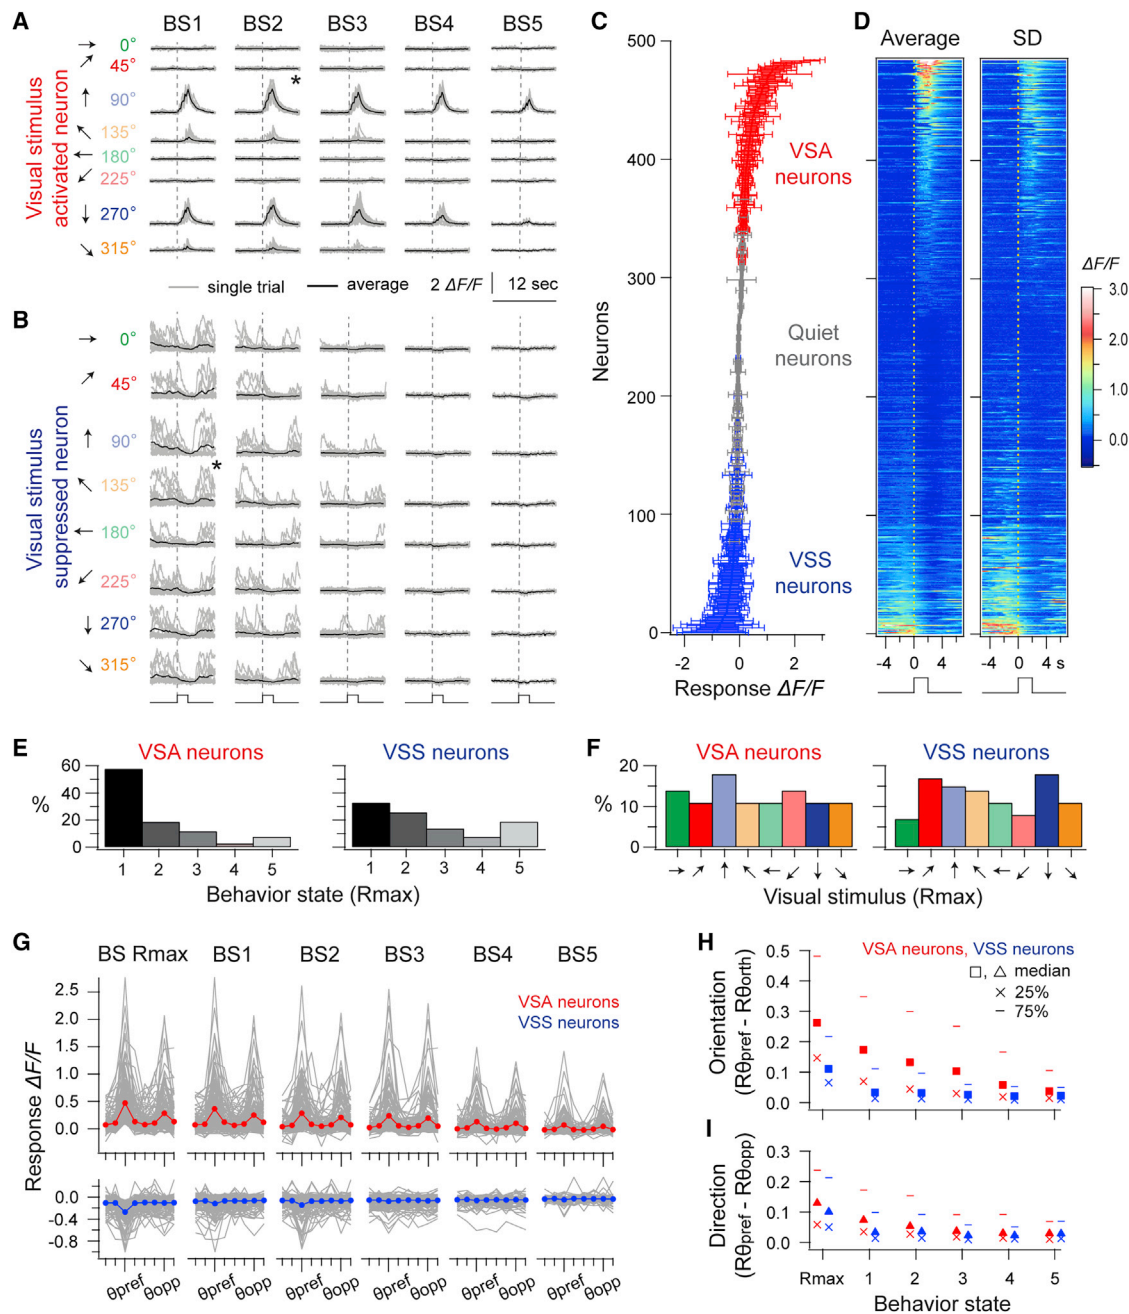 A
BS1 BS2 BS3 BS4 BS5
Visual stimulus
activated neuron
→ 0°
↗ 45°
*
↑ 90°
↖ 135°
← 180°
↙ 225°
↓ 270°
↘ 315°
single trial average 2 ΔF/F 12 sec
B
Visual stimulus
suppressed neuron
→ 0°
↗ 45°
↑ 90°
*
↖ 135°
← 180°
↙ 225°
↓ 270°
↘ 315°
C
Neurons
500
400
300
200
100
0
VSA
neurons
Quiet
neurons
VSS
neurons
-2 0 2
Response ΔF/F
D
Average SD
ΔF/F
3.0
2.0
1.0
0.0
-4 0 4 -4 0 4 s
E
VSA neurons VSS neurons
60
40
20
0
%
1 2 3 4 5 1 2 3 4 5
Behavior state (Rmax)
F
VSA neurons VSS neurons
20
10
0
%
→ ↗ ↑ ↖ ← ↙ ↓ ↘ → ↗ ↑ ↖ ← ↙ ↓ ↘
Visual stimulus (Rmax)
G
BS Rmax BS1 BS2 BS3 BS4 BS5
VSA neurons
VSS neurons
Response ΔF/F
2.5
2.0
1.5
1.0
0.5
0.0
0.0
-0.4
-0.8
θpref θopp θpref θopp θpref θopp θpref θopp θpref θopp θpref θopp
H
VSA neurons, VSS neurons
□, △ median
× 25%
– 75%
Orientation
(Rθpref - Rθorth)
0.5
0.4
0.3
0.2
0.1
0.0
I
Direction
(Rθpref - Rθopp)
0.3
0.2
0.1
0.0
Rmax 1 2 3 4 5
Behavior state